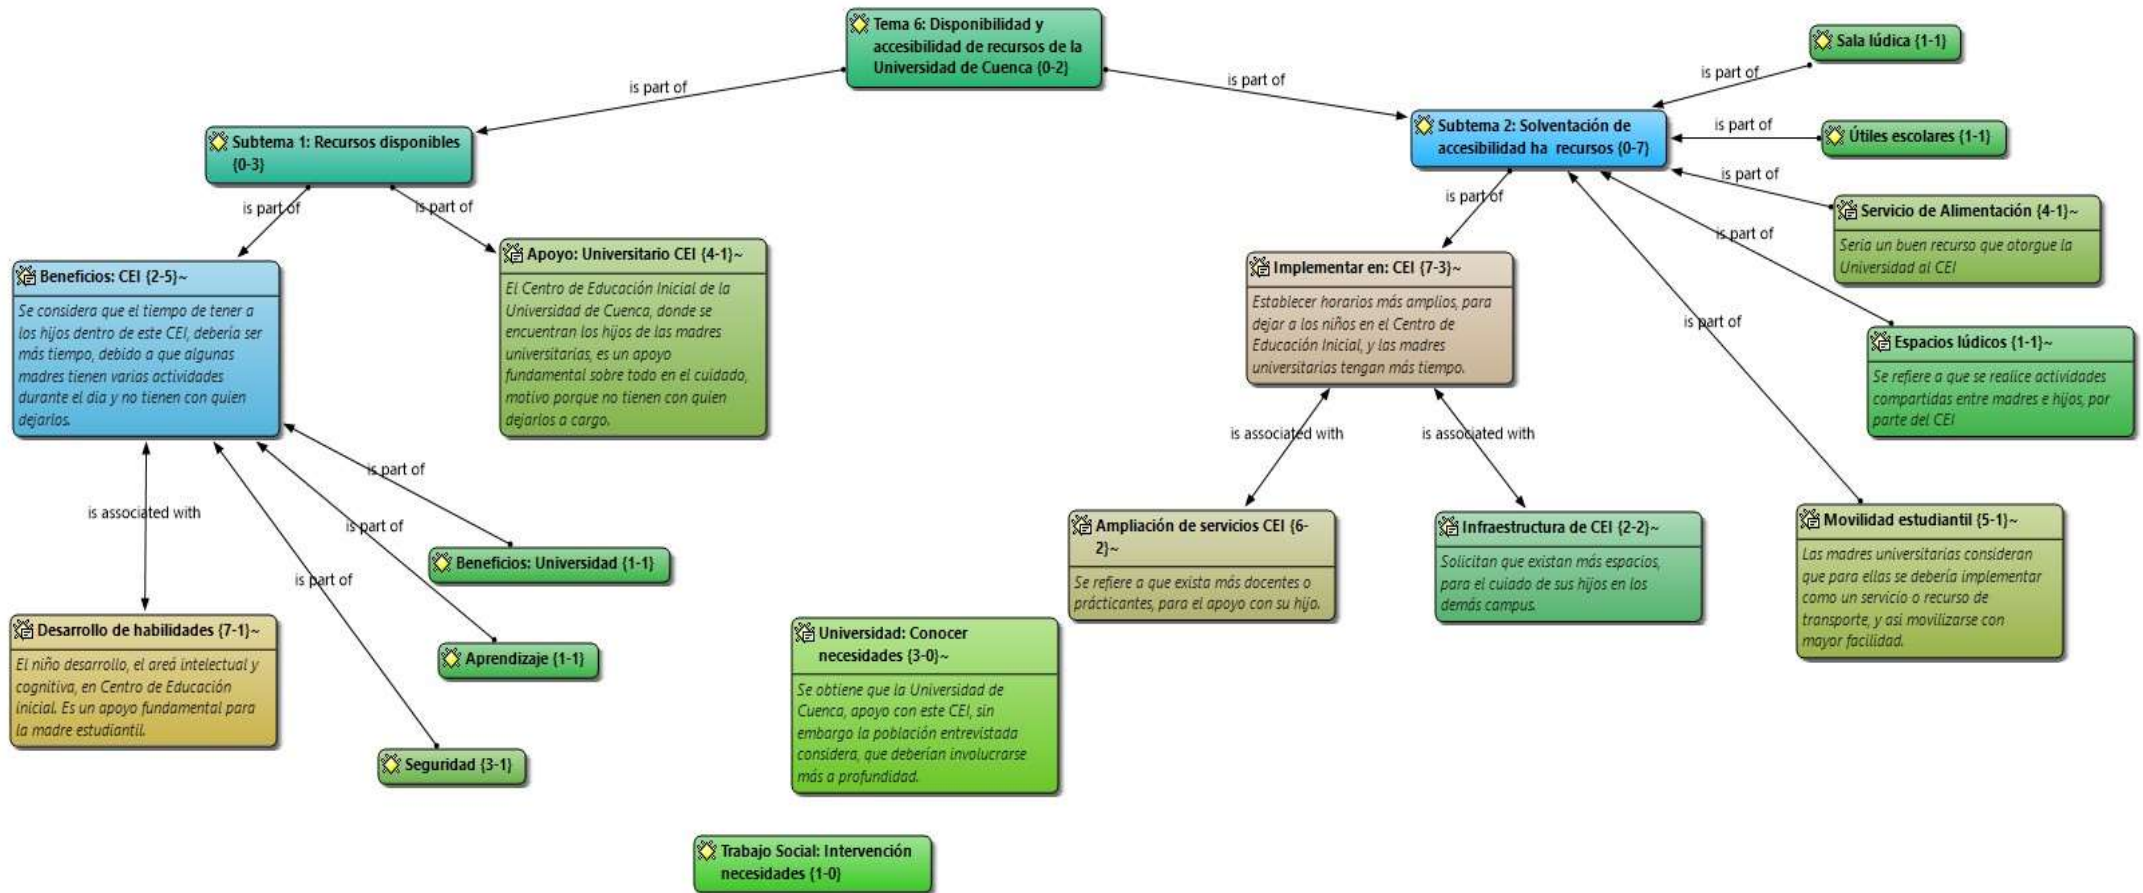 Tema 6: Disponibilidad y
accesibilidad de recursos de la
Universidad de Cuenca {0-2}
is part of
is part of
Subtema 1: Recursos disponibles
{0-3}
is part of
is part of
Beneficios: CEI {2-5}~
Se considera que el tiempo de tener a
los hijos dentro de este CEI, debería ser
más tiempo, debido a que algunas
madres tienen varias actividades
durante el dia y no tienen con quien
dejarlos.
Apoyo: Universitario CEI {4-1}~
El Centro de Educación Inicial de la
Universidad de Cuenca, donde se
encuentran los hijos de las madres
universitarias, es un apoyo
fundamental sobre todo en el cuidado,
motivo porque no tienen con quien
dejarlos a cargo.
is associated with
is part of
is part of
is part of
Beneficios: Universidad {1-1}
Desarrollo de habilidades {7-1}~
El niño desarrollo, el areá intelectual y
cognitiva, en Centro de Educación
inicial. Es un apoyo fundamental para
la madre estudiantil.
Aprendizaje {1-1}
Seguridad {3-1}
Subtema 2: Solventación de
accesibilidad ha recursos {0-7}
is part of
Sala lúdica {1-1}
is part of
Útiles escolares {1-1}
is part of
Servicio de Alimentación {4-1}~
Sería un buen recurso que otorgue la
Universidad al CEI
is part of
Espacios lúdicos {1-1}~
Se refiere a que se realice actividades
compartidas entre madres e hijos, por
parte del CEI
is part of
Movilidad estudiantil {5-1}~
Las madres universitarias consideran
que para ellas se debería implementar
como un servicio o recurso de
transporte, y asi movilizarse con
mayor facilidad.
is part of
Implementar en: CEI {7-3}~
Establecer horarios más amplios, para
dejar a los niños en el Centro de
Educación Inicial, y las madres
universitarias tengan más tiempo.
is associated with
is associated with
Ampliación de servicios CEI {6-
2}~
Se refiere a que exista más docentes o
prácticantes, para el apoyo con su hijo.
Infraestructura de CEI {2-2}~
Solicitan que existan más espacios,
para el cuiado de sus hijos en los
demás campus.
Universidad: Conocer
necesidades {3-0}~
Se obtiene que la Universidad de
Cuenca, apoyo con este CEI, sin
embargo la población entrevistada
considera, que deberían involucrarse
más a profundidad.
Trabajo Social: Intervención
necesidades {1-0}